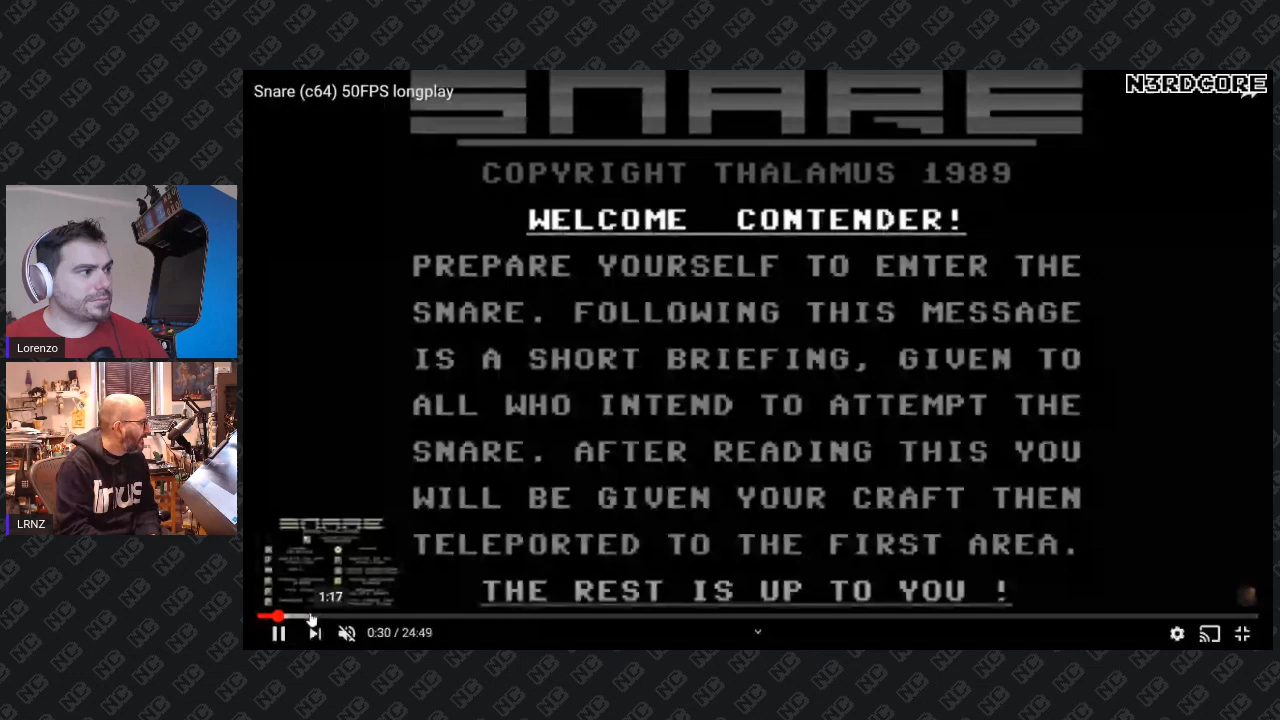 Snare (c64) 50FPS longplay
N3RDCORE
SNARE
COPYRIGHT THALAMUS 1989
WELCOME CONTENDER!
PREPARE YOURSELF TO ENTER THE
SNARE. FOLLOWING THIS MESSAGE
IS A SHORT BRIEFING, GIVEN TO
ALL WHO INTEND TO ATTEMPT THE
SNARE. AFTER READING THIS YOU
WILL BE GIVEN YOUR CRAFT THEN
TELEPORTED TO THE FIRST AREA.
THE REST IS UP TO YOU !
Lorenzo
LRNZ
SNARE
1:17
0:30 / 24:49